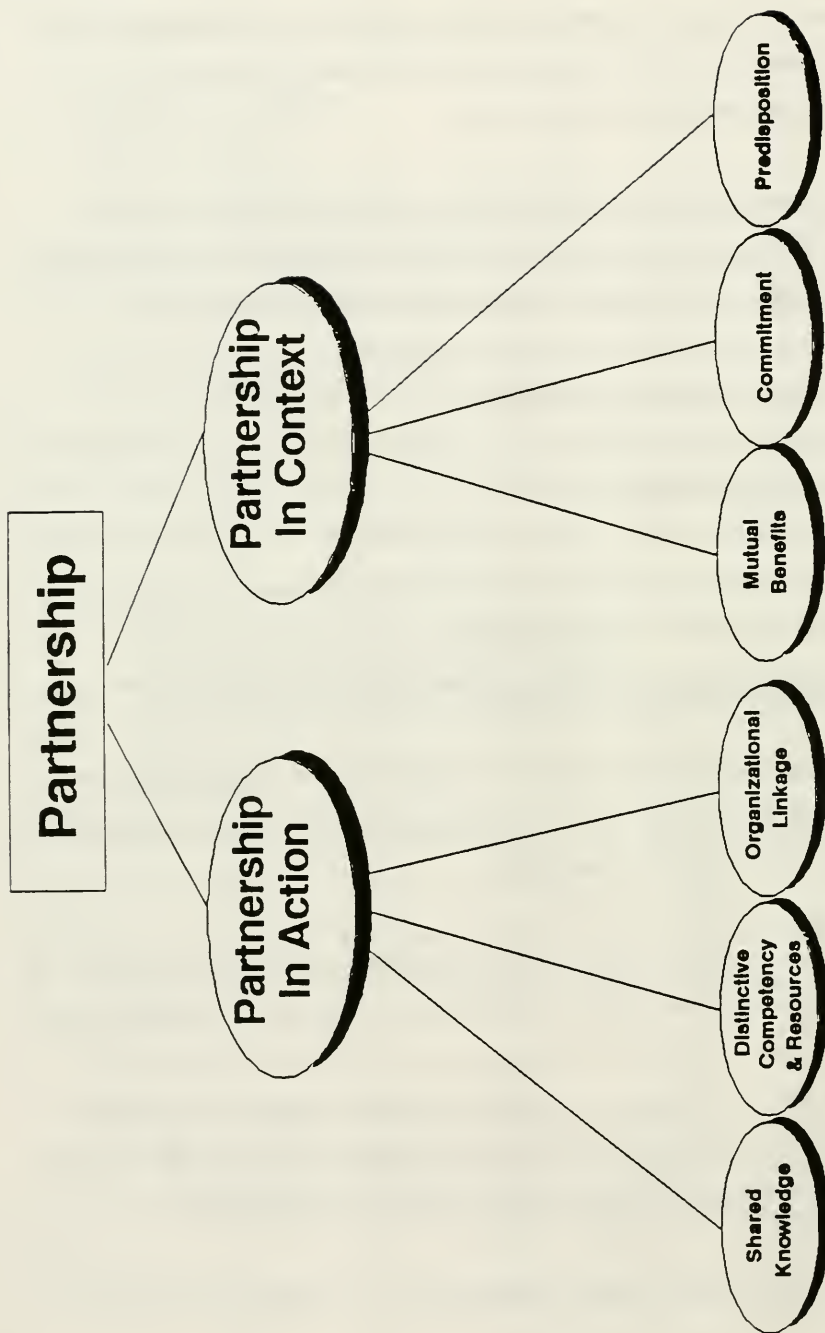 Partnership
Partnership
In Action
Partnership
In Context
Shared
Knowledge
Distinctive
Competency
& Resources
Organizational
Linkage
Mutual
Benefits
Commitment
Predisposition